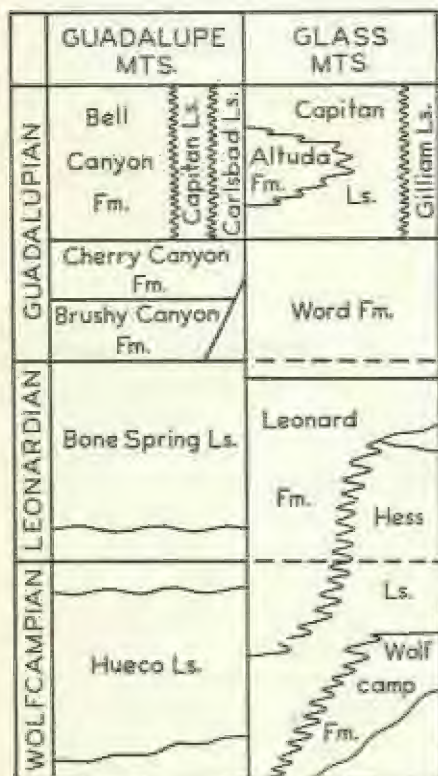 GUADALUPE
MTS.
GLASS
MTS
GUADALUPIAN
Bell
Canyon
Fm.
Capitan Ls.
Carlsbad Ls.
Capitan
Altuda
Fm.
Ls.
Gilliam Ls.
Cherry Canyon
Fm.
Brushy Canyon
Fm.
Word Fm.
LEONARDIAN
Bone Spring Ls.
Leonard
Fm.
Hess
Ls.
WOLFCAMPIAN
Hueco Ls.
Wolf
camp
Fm.